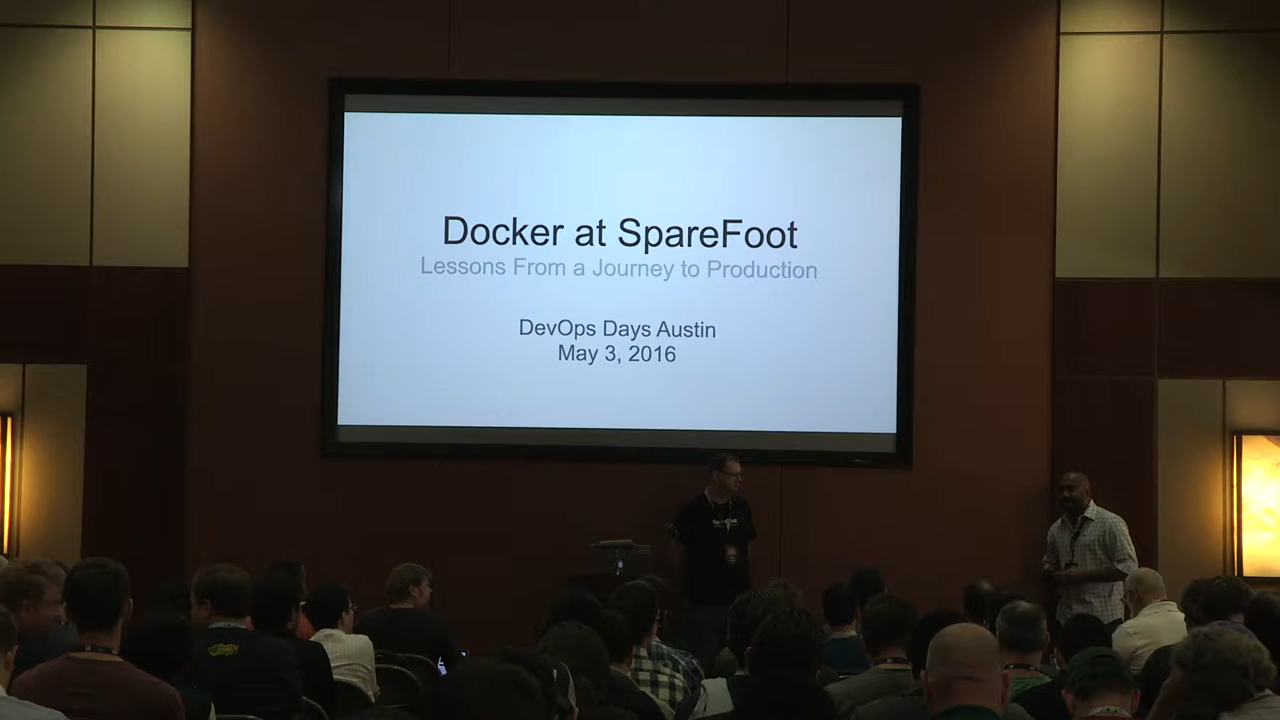 Docker at SpareFoot
Lessons From a Journey to Production
DevOps Days Austin
May 3, 2016